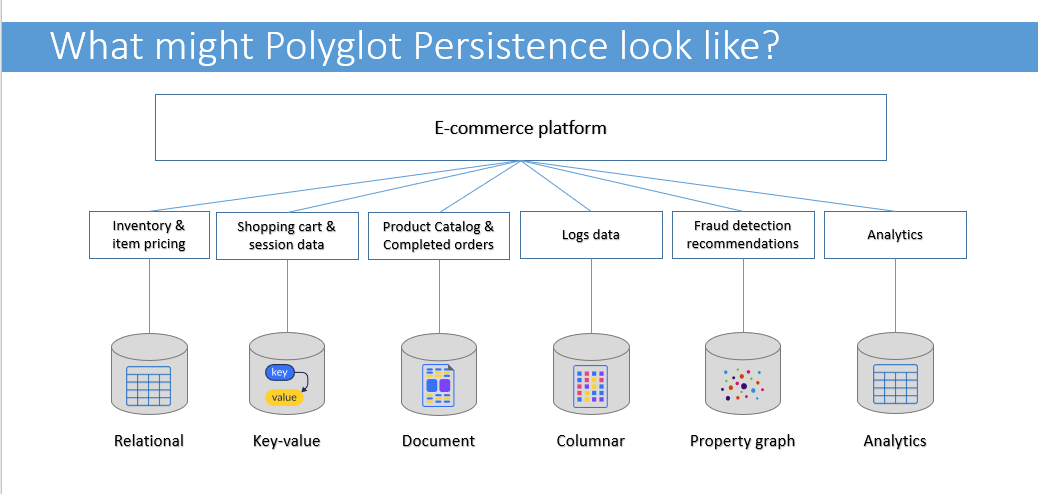 What might Polyglot Persistence look like?
E-commerce platform
Inventory &
item pricing
Shopping cart &
session data
Product Catalog &
Completed orders
Logs data
Fraud detection
recommendations
Analytics
key
value
Relational
Key-value
Document
Columnar
Property graph
Analytics